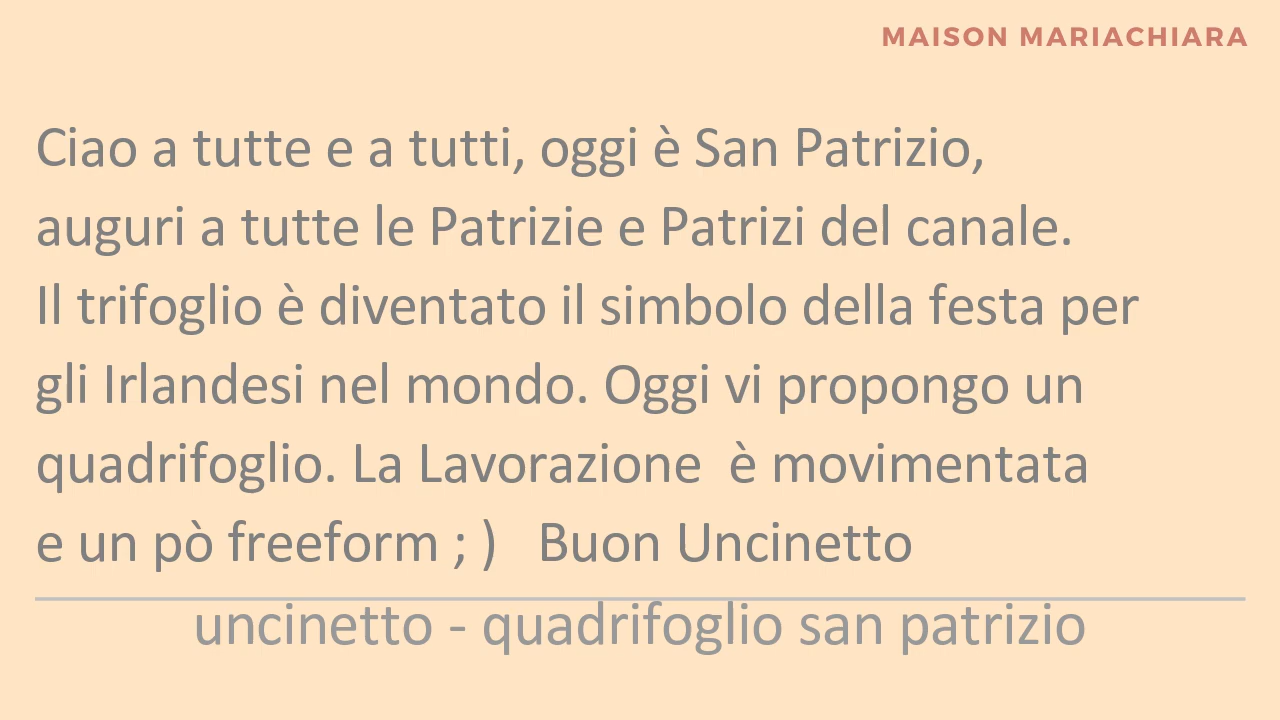 MAISON MARIACHIARA
Ciao a tutte e a tutti, oggi è San Patrizio,
auguri a tutte le Patrizie e Patrizi del canale.
Il trifoglio è diventato il simbolo della festa per
gli Irlandesi nel mondo. Oggi vi propongo un
quadrifoglio. La Lavorazione  è movimentata
e un pò freeform ; )   Buon Uncinetto
uncinetto - quadrifoglio san patrizio